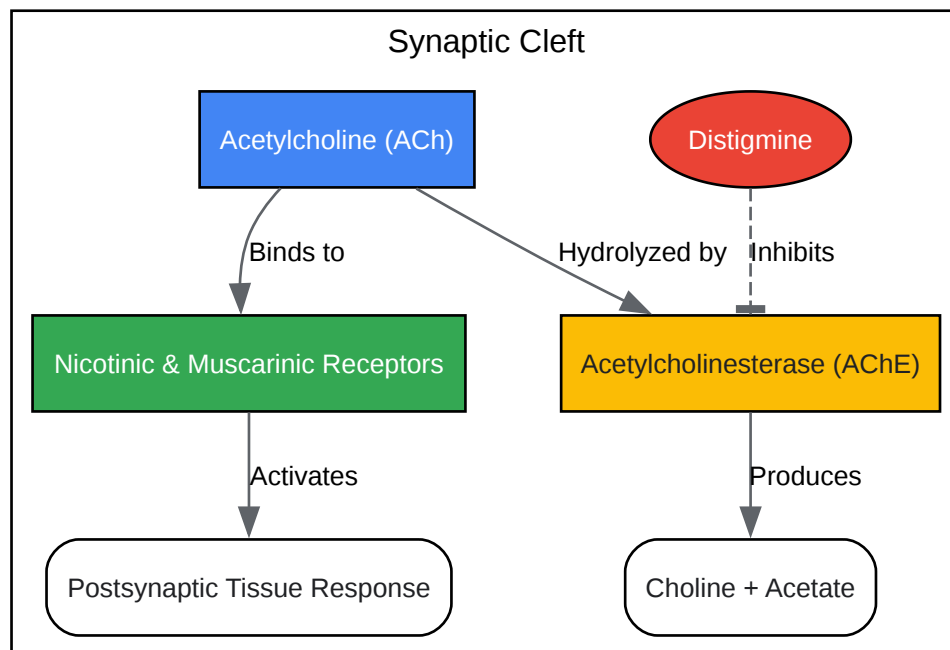 Synaptic Cleft
Acetylcholine (ACh)
Distigmine
Binds to
Hydrolyzed by
Inhibits
Nicotinic & Muscarinic Receptors
Acetylcholinesterase (AChE)
Activates
Produces
Postsynaptic Tissue Response
Choline + Acetate